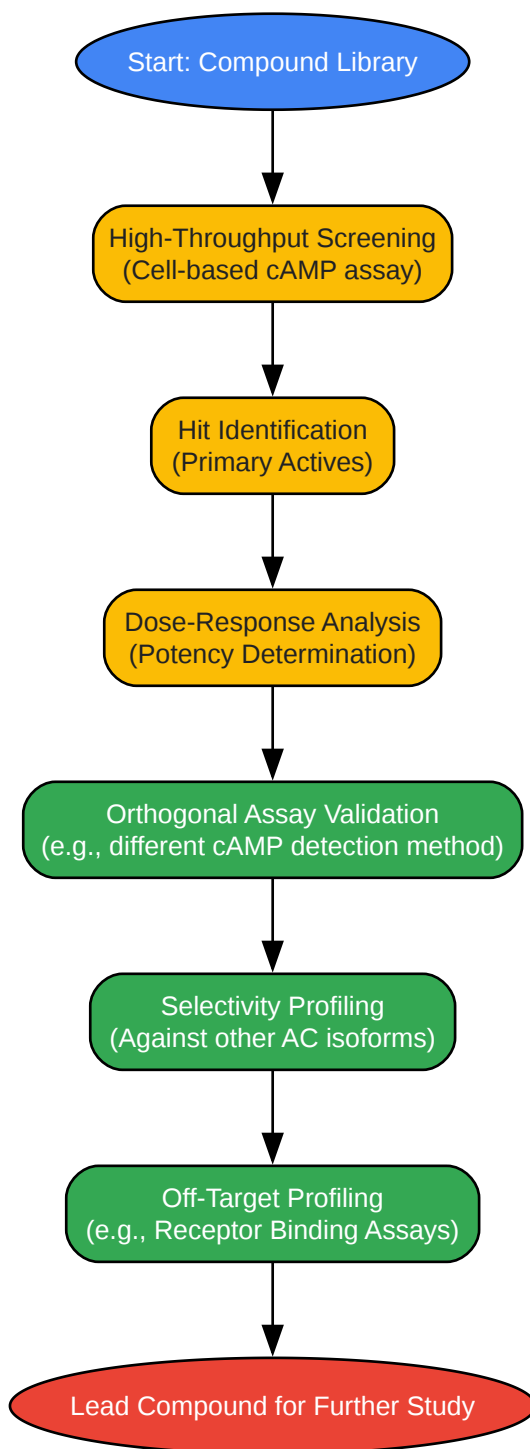 Start: Compound Library
High-Throughput Screening
(Cell-based cAMP assay)
Hit Identification
(Primary Actives)
Dose-Response Analysis
(Potency Determination)
Orthogonal Assay Validation
(e.g., different cAMP detection method)
Selectivity Profiling
(Against other AC isoforms)
Off-Target Profiling
(e.g., Receptor Binding Assays)
Lead Compound for Further Study